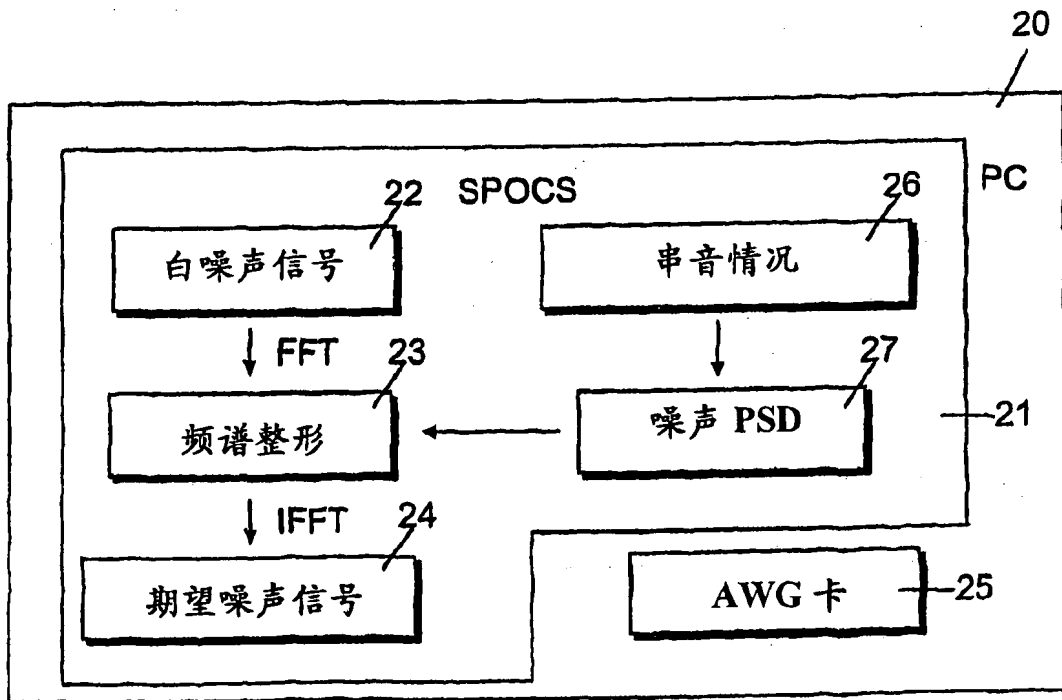 20
PC
SPOCS
22
26
白噪声信号
串音情况
FFT
23
27
频谱整形
噪声 PSD
21
IFFT
24
期望噪声信号
AWG 卡
25